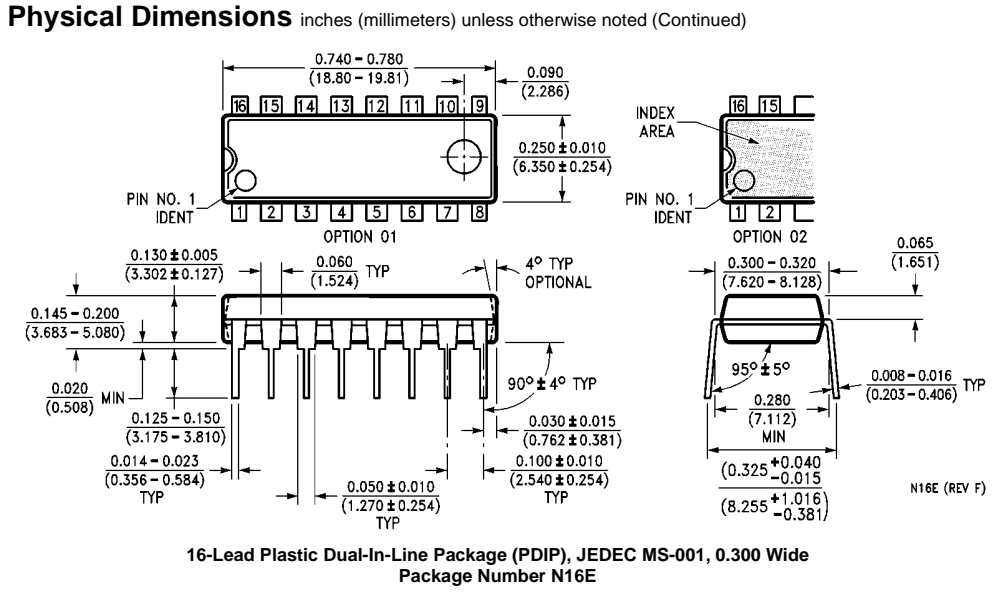 Physical Dimensions inches (millimeters) unless otherwise noted (Continued)
0.740 – 0.780
(18.80 – 19.81)
0.090
(2.286)
16 15 14 13 12 11 10 9
INDEX
AREA
16 15
0.250 ± 0.010
(6.350 ± 0.254)
PIN NO. 1
IDENT
1 2 3 4 5 6 7 8
OPTION 01
PIN NO. 1
IDENT
1 2
OPTION 02
0.130 ± 0.005
(3.302 ± 0.127)
0.060
(1.524)
TYP
4° TYP
OPTIONAL
0.300 – 0.320
(7.620 – 8.128)
0.065
(1.651)
0.145 – 0.200
(3.683 – 5.080)
0.020
(0.508)
MIN
0.125 – 0.150
(3.175 – 3.810)
90° ± 4° TYP
95° ± 5°
0.008 – 0.016
(0.203 – 0.406)
TYP
0.280
(7.112)
MIN
0.030 ± 0.015
(0.762 ± 0.381)
0.014 – 0.023
(0.356 – 0.584)
TYP
0.050 ± 0.010
(1.270 ± 0.254)
TYP
0.100 ± 0.010
(2.540 ± 0.254)
TYP
(0.325 +0.040
–0.015
(8.255 +1.016
–0.381)
N16E (REV F)
16-Lead Plastic Dual-In-Line Package (PDIP), JEDEC MS-001, 0.300 Wide
Package Number N16E